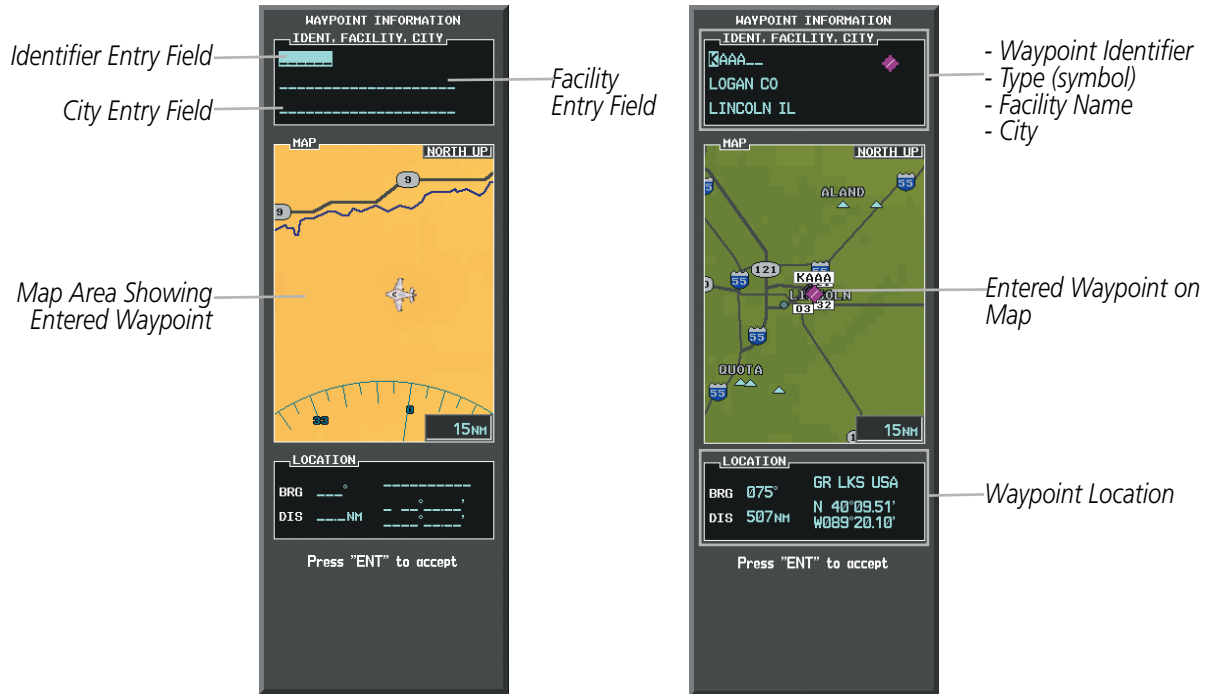 WAYPOINT INFORMATION
IDENT, FACILITY, CITY
Identifier Entry Field
Facility
Entry Field
City Entry Field
MAP
NORTH UP
9
9
Map Area Showing
Entered Waypoint
33
0
15NM
LOCATION
BRG ___°
DIS ___NM
Press "ENT" to accept
WAYPOINT INFORMATION
IDENT, FACILITY, CITY
KAAA__
LOGAN CO
LINCOLN IL
- Waypoint Identifier
- Type (symbol)
- Facility Name
- City
MAP
NORTH UP
55
ALAND
121
55
KAAA
LINCOLN
03
32
Entered Waypoint on
Map
55
QUOTA
55
15NM
LOCATION
BRG 075°
GR LKS USA
DIS 507NM
N 40°09.51'
W089°20.10'
Waypoint Location
Press "ENT" to accept